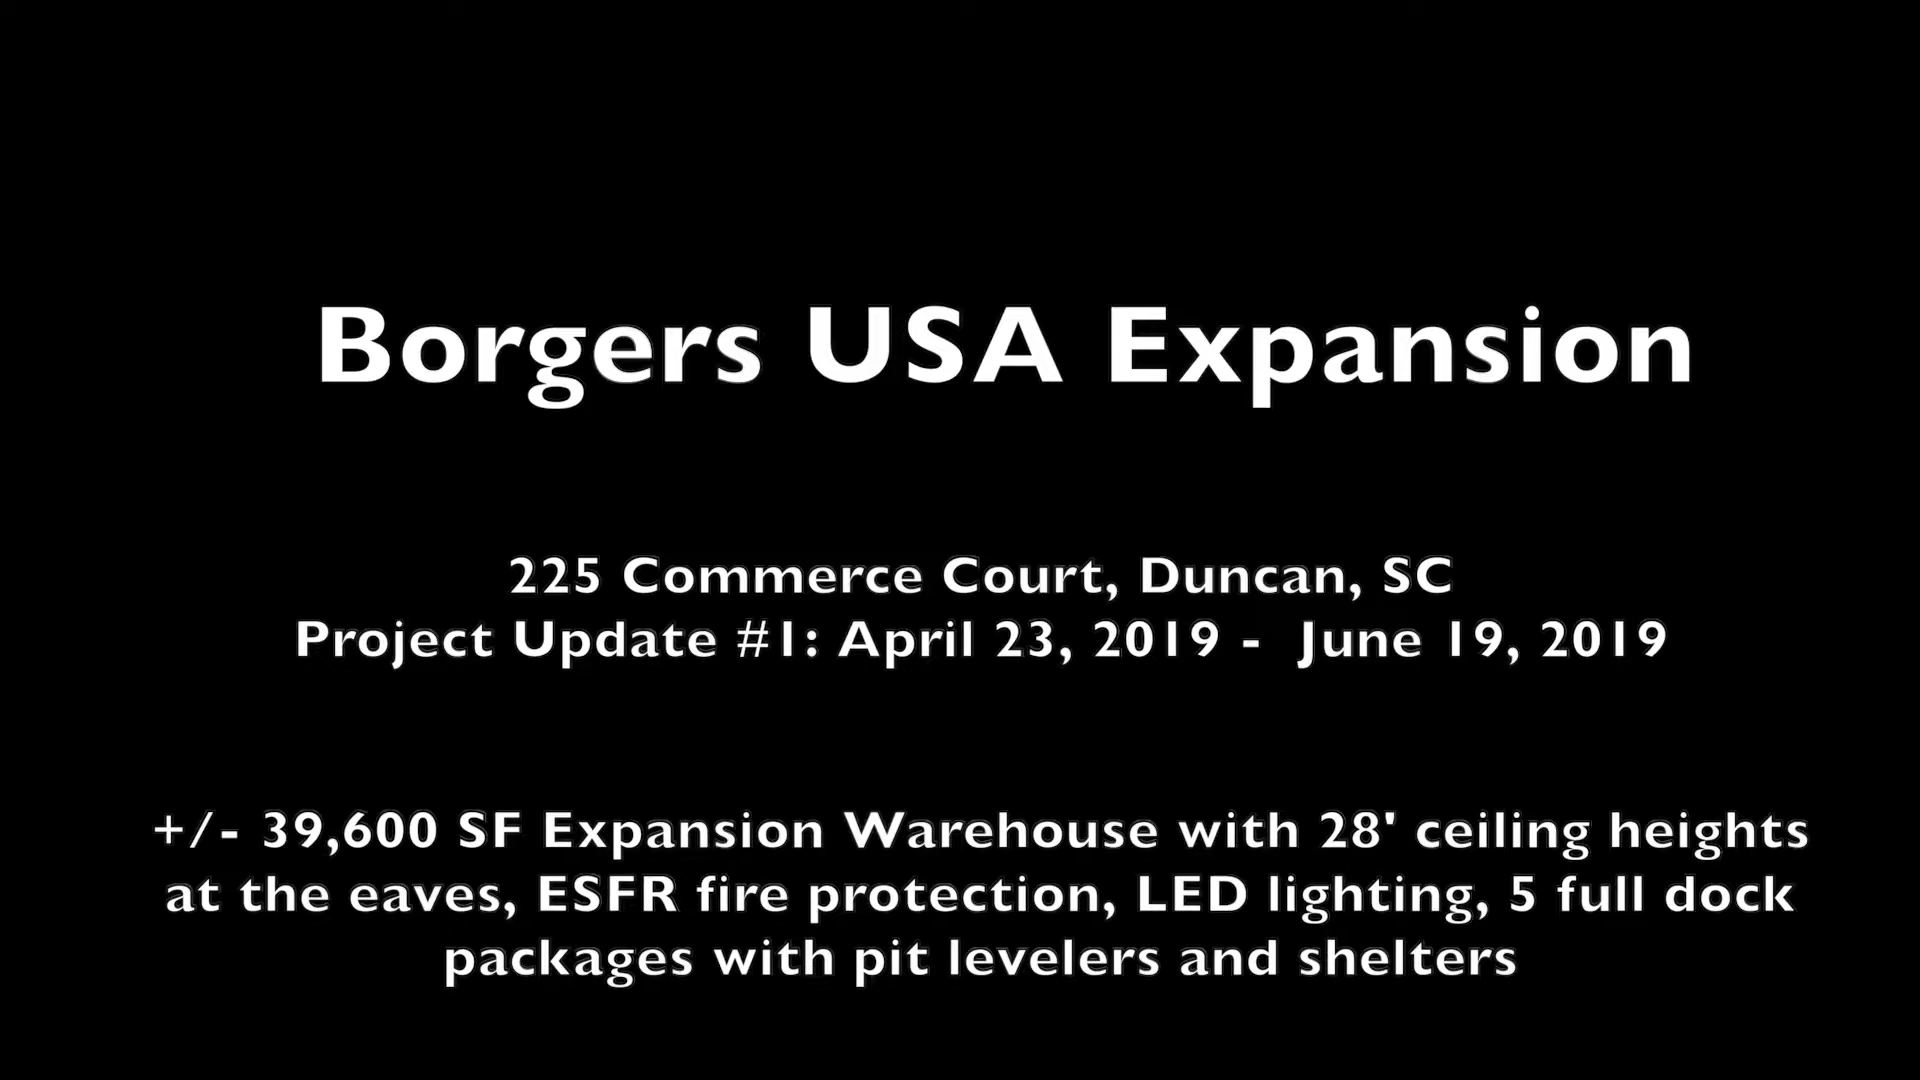 Borgers USA Expansion
225 Commerce Court, Duncan, SC
Project Update #1: April 23, 2019 -  June 19, 2019
+/- 39,600 SF Expansion Warehouse with 28' ceiling heights
at the eaves, ESFR fire protection, LED lighting, 5 full dock
packages with pit levelers and shelters